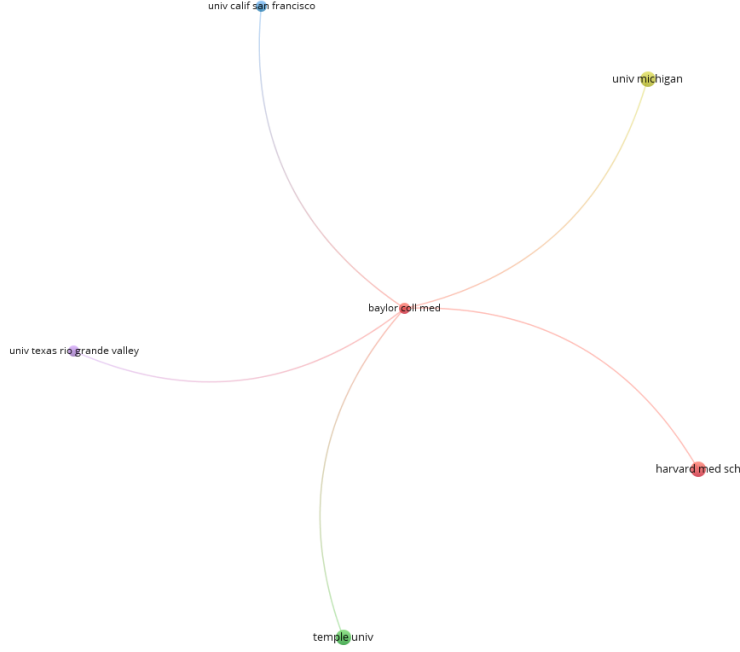 univ calif san francisco
univ michigan
baylor coll med
univ texas rio grande valley
harvard med sch
temple univ